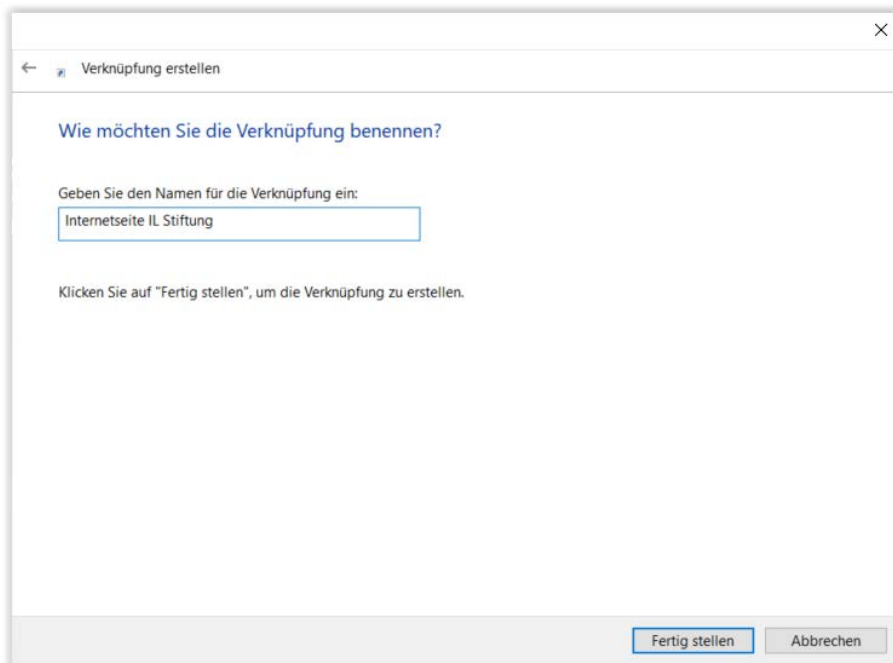 Verknüpfung erstellen
Wie möchten Sie die Verknüpfung benennen?
Geben Sie den Namen für die Verknüpfung ein:
Internetseite IL Stiftung
Klicken Sie auf "Fertig stellen", um die Verknüpfung zu erstellen.
Fertig stellen Abbrechen